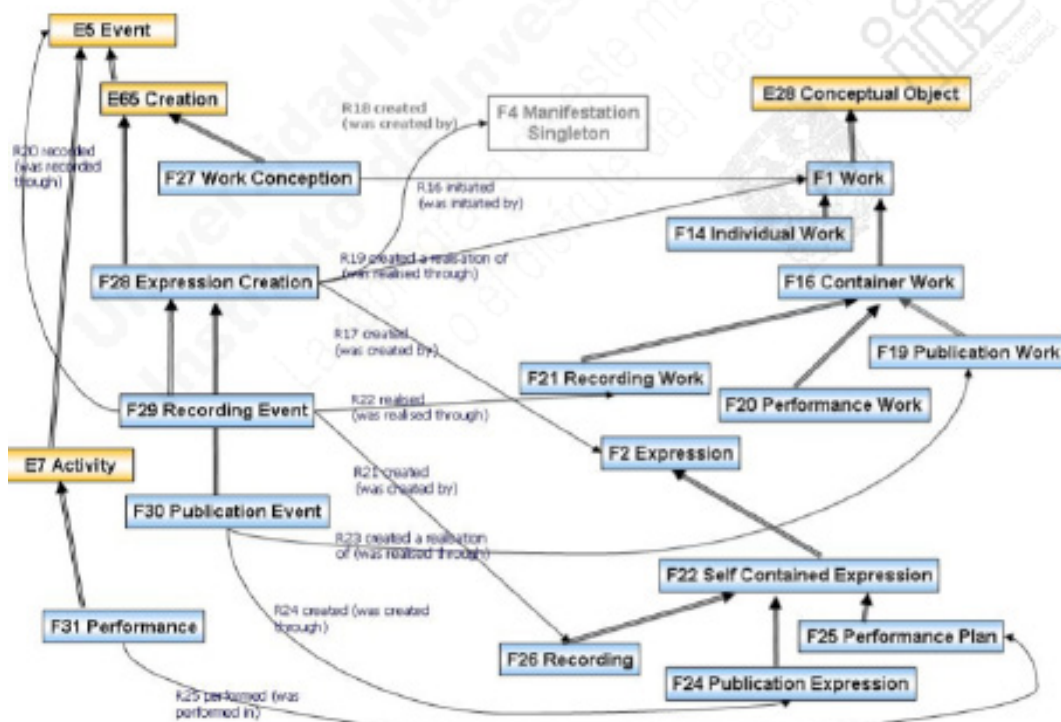 E5 Event
E65 Creation
R18 created
(was created by)
F4 Manifestation
Singleton
E28 Conceptual Object
R20 recorded
(was recorded
though)
F27 Work Conception
R16 initiated
(was initiated by)
F1 Work
F14 Individual Work
R19 created a realisation of
(was realised through)
F28 Expression Creation
F16 Container Work
R17 created
(was created by)
F19 Publication Work
F21 Recording Work
F20 Performance Work
F29 Recording Event
R22 realised
(was realised through)
F2 Expression
E7 Activity
R21 created
(was created by)
F30 Publication Event
R23 created a realisation
of (was realised through)
F22 Self Contained Expression
R24 created (was created
through)
F31 Performance
F25 Performance Plan
F26 Recording
F24 Publication Expression
R25 performed (was
performed in)